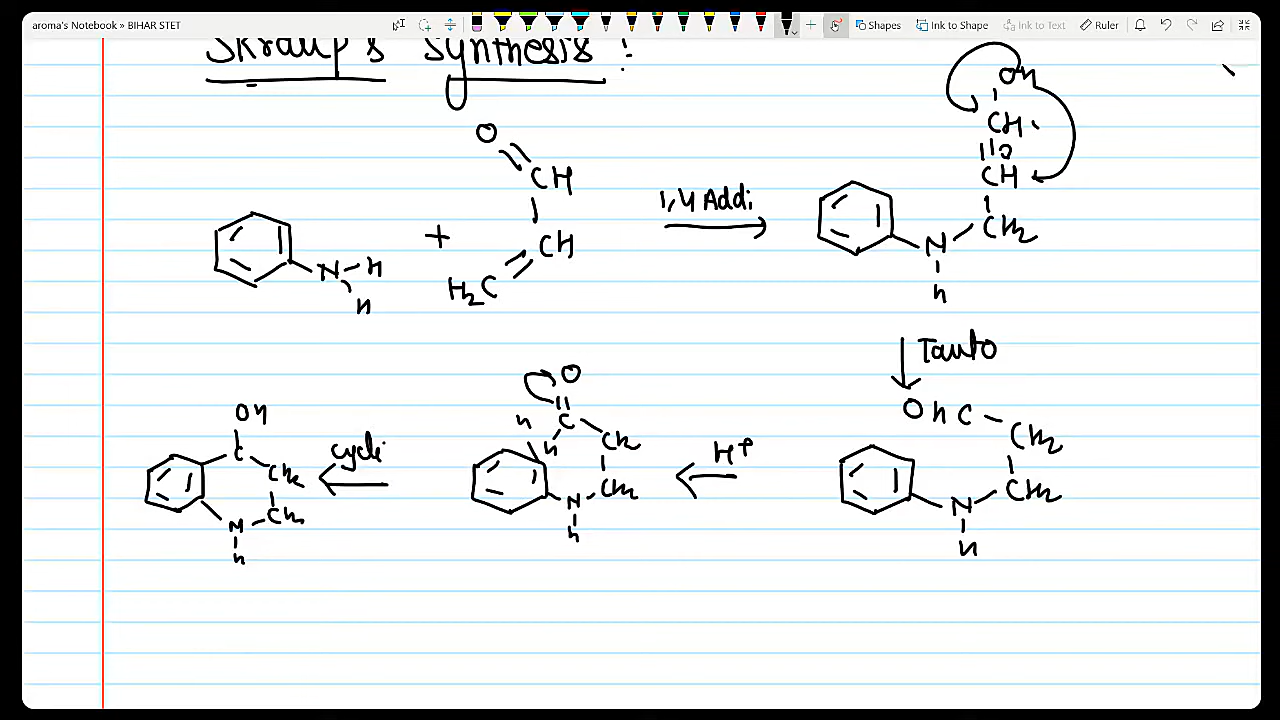 aroma's Notebook » BIHAR STET
Shapes
Ink to Shape
Ink to Text
Ruler
Skraup's Synthesis :
O
CH
CH
H2C
N
H
H
+
1,4 Addi
OH
CH
CH
CH2
N
H
Tauto
OHC
CH2
CH2
N
H
H⊕
O
C
H
H
CH2
CH2
N
H
cycli
OH
C
CH2
CH2
N
H